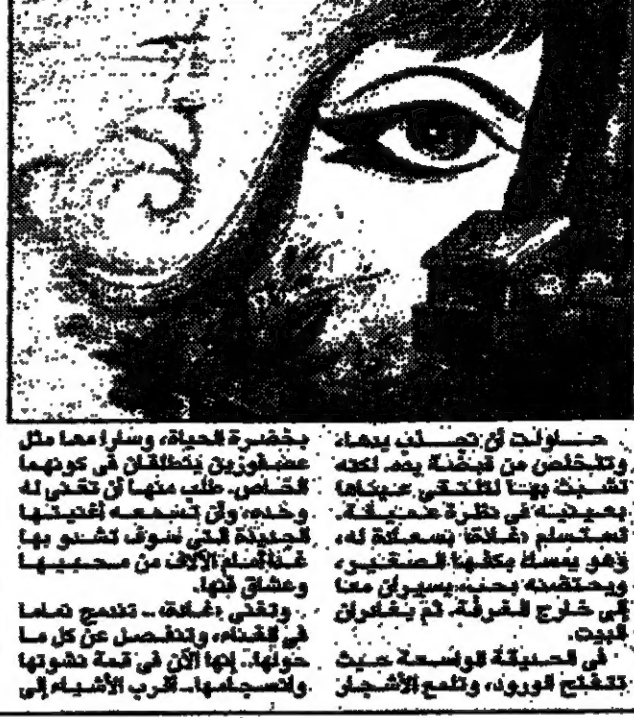 حاولت أن تجذب يدها،
وتتخلص من قبضة يده. لكنه
تشبث بها لتلتقي عيناها
بعينيه في نظرة عميقة.
تستسلم «غادة» بسعادة له،
وهو يمسك بكفها الصغير،
ويحتضنه بحب، يسيران معا
إلى خارج الغرفة، ثم يغادران
البيت.
في الحديقة الواسعة حيث
تتفتح الورود، وتلمع الأشجار
بخضرة الحياة، وسارا معا مثل
عصفورين ينطلقان في كونهما
الخاص. طلب منها أن تغني له
وحده، وأن تسمعه أغنيتها
الجديدة التي سوف تشدو بها
غدا أمام الآلاف من محبيها
وعشاق فنها.
وتغني «غادة».. تندمج تماما
في الغناء، وتنفصل عن كل ما
حولها.. إنها الآن في قمة نشوتها
وانسجامها.. أقرب الأشياء إلى